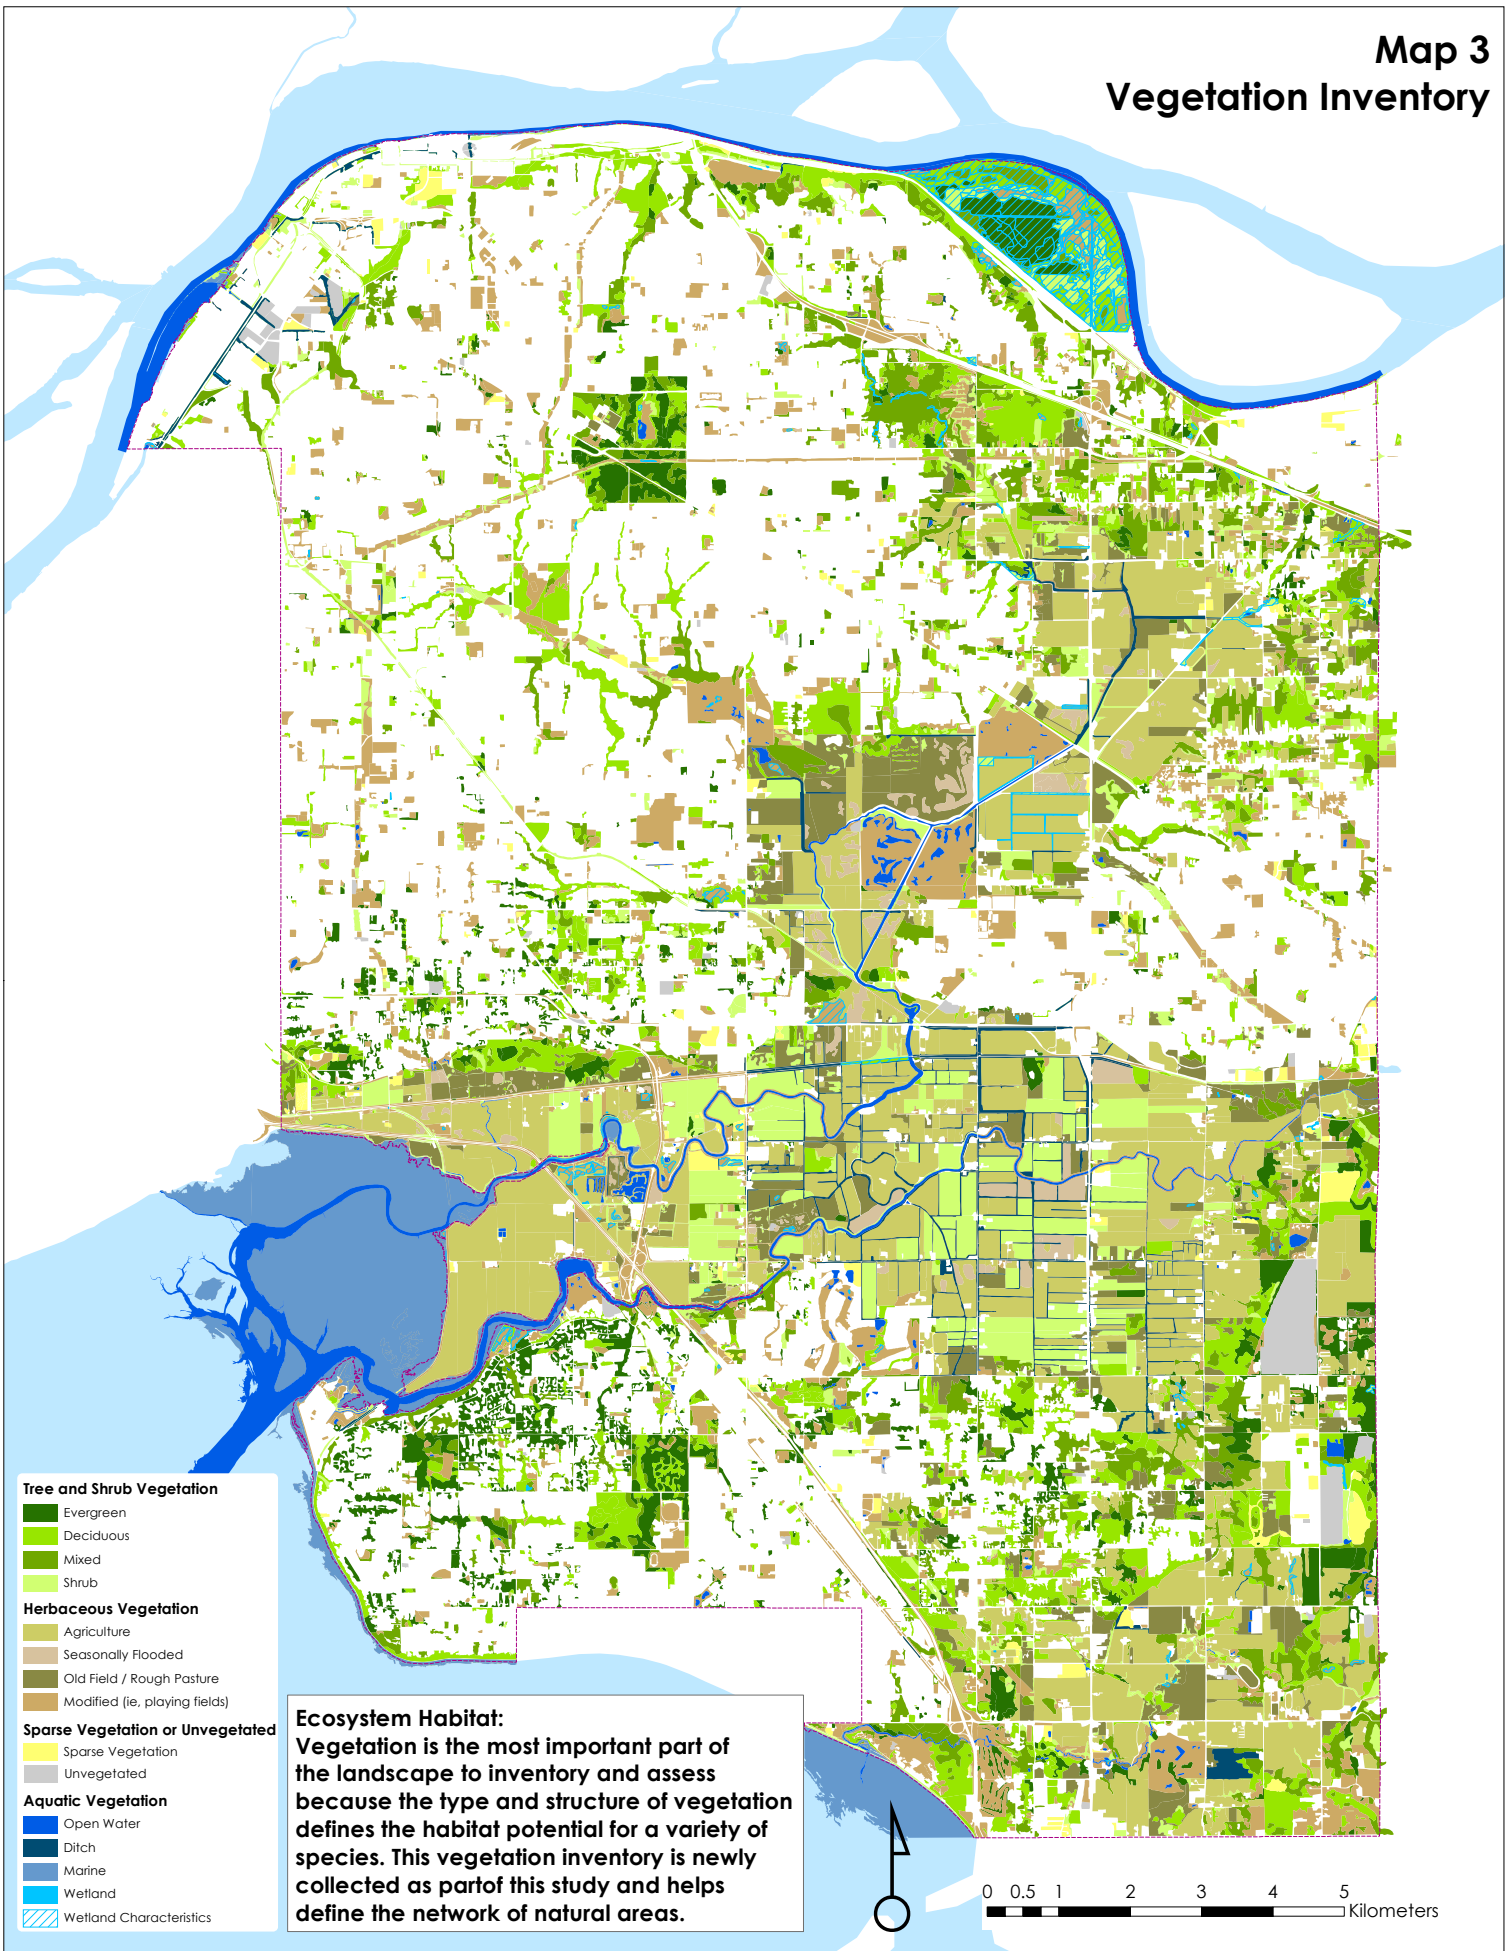 Map 3
Vegetation Inventory
Tree and Shrub Vegetation
Evergreen
Deciduous
Mixed
Shrub
Herbaceous Vegetation
Agriculture
Seasonally Flooded
Old Field / Rough Pasture
Modified (ie, playing fields)
Sparse Vegetation or Unvegetated
Sparse Vegetation
Unvegetated
Aquatic Vegetation
Open Water
Ditch
Marine
Wetland
Wetland Characteristics
Ecosystem Habitat:
Vegetation is the most important part of
the landscape to inventory and assess
because the type and structure of vegetation
defines the habitat potential for a variety of
species. This vegetation inventory is newly
collected as partof this study and helps
define the network of natural areas.
0 0.5 1 2 3 4 5
Kilometers